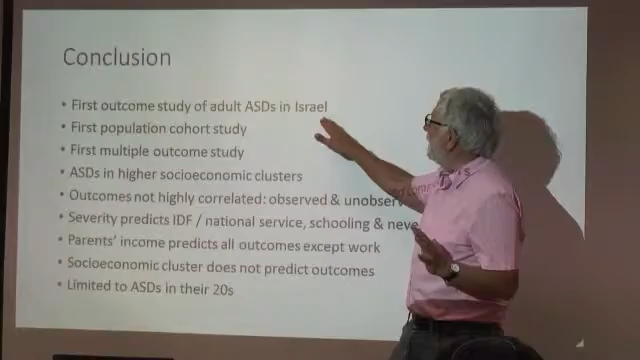 Conclusion
• First outcome study of adult ASDs in Israel
• First population cohort study
• First multiple outcome study
• ASDs in higher socioeconomic clusters
• Outcomes not highly correlated: observed & unobserv
• Severity predicts IDF / national service, schooling & neve
• Parents' income predicts all outcomes except work
• Socioeconomic cluster does not predict outcomes
• Limited to ASDs in their 20s